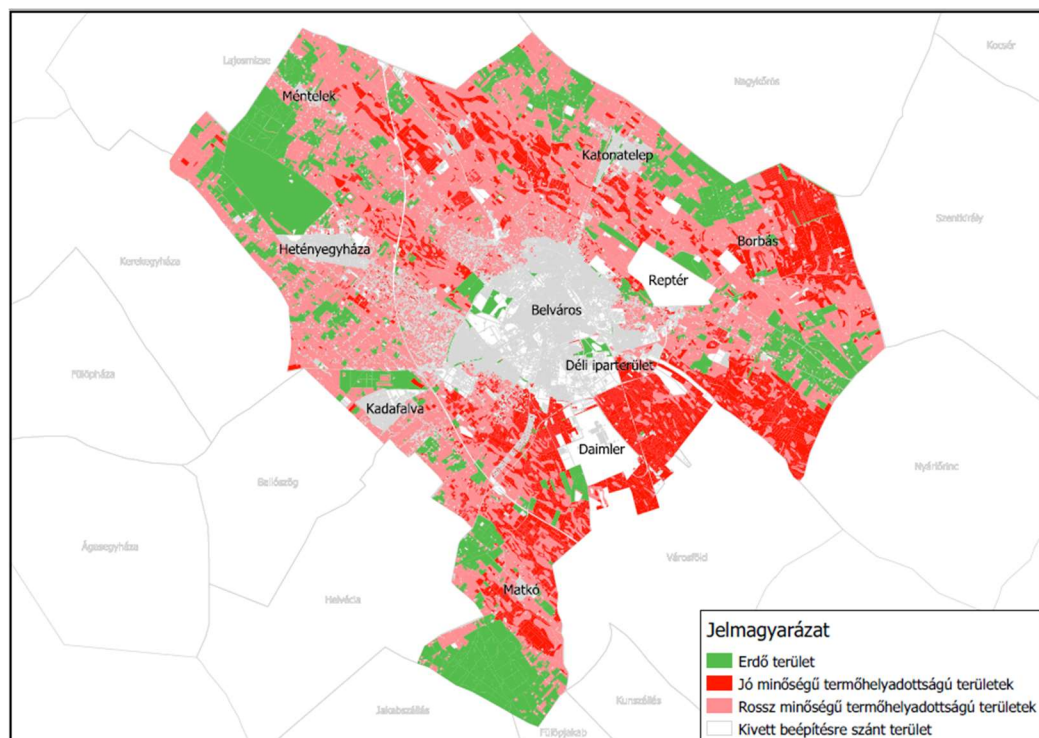 Kocsér
Lajosmizse
Nagykőrös
Méntelek
Katonatelep
Szentkirály
Borbás
Hetényegyháza
Kerekegyháza
Reptér
Belváros
Déli iparterület
Fülöpháza
Kadafalva
Daimler
Nyárlőrinc
Ballószög
Ágasegyháza
Városföld
Matkó
Helvécia
Jelmagyarázat
Erdő terület
Jó minőségű termőhelyadottságú területek
Rossz minőségű termőhelyadottságú területek
Kivett beépítésre szánt terület
Kunszállás
Jakabszállás
Fülöpjakab